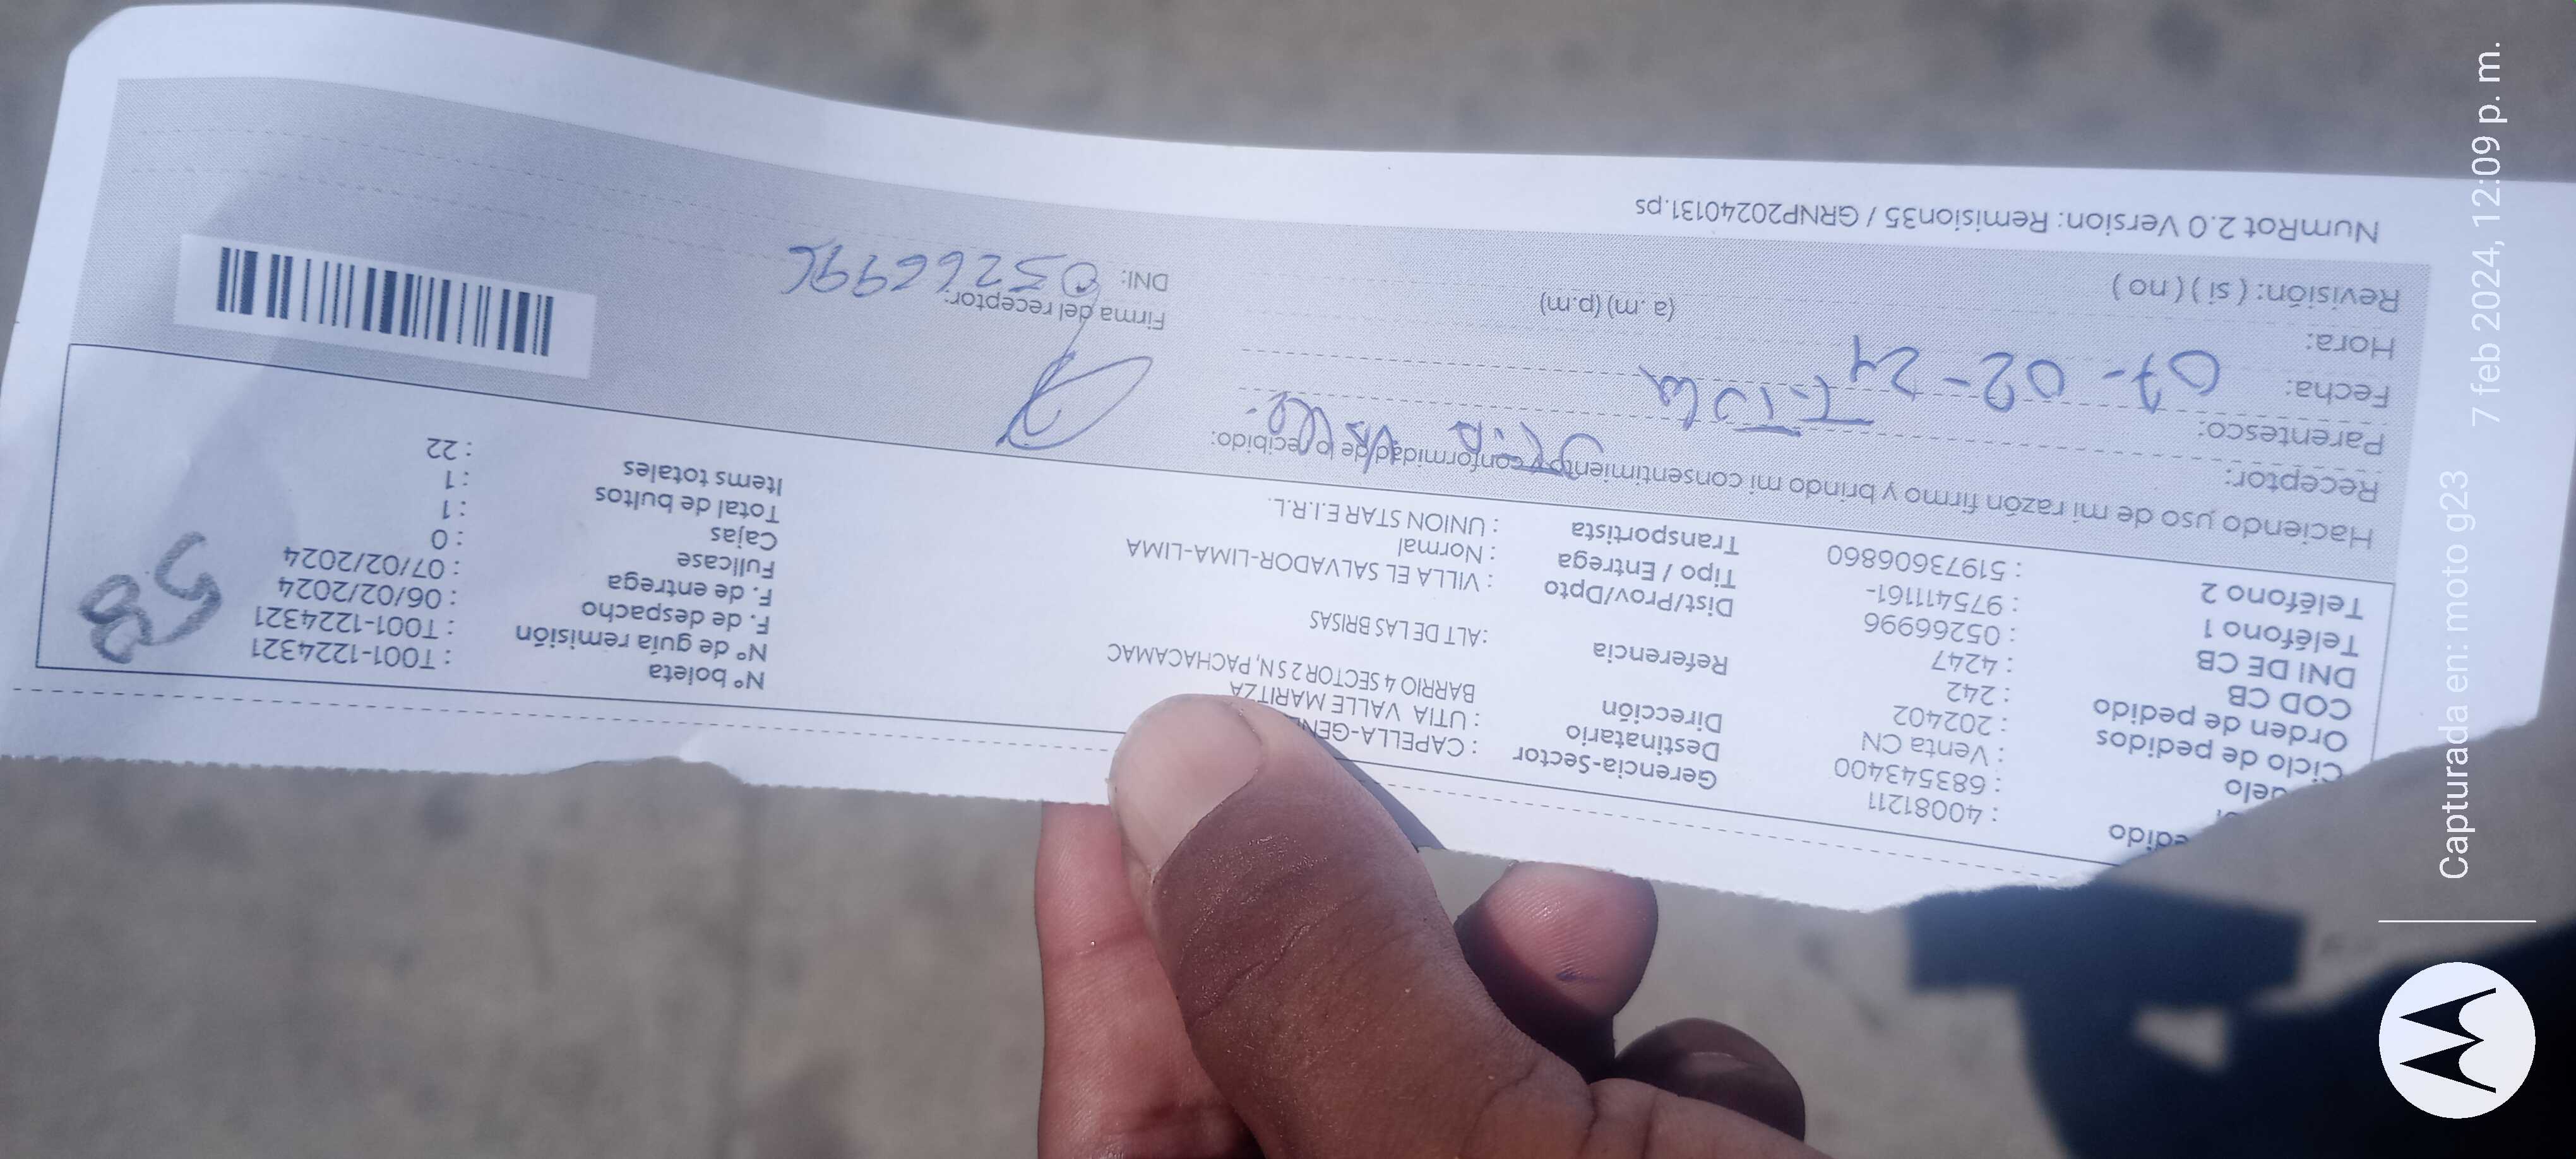 edido : 40081211
: 683543400
delo : Venta CN
Ciclo de pedidos : 202402
Orden de pedido : 242
COD CB : 4247
DNI DE CB : 05266996
Teléfono 1 : 975411161-
Teléfono 2 : 51973606860
Gerencia-Sector : CAPELLA-GEN
Destinatario : UTIA VALLE MARITZA
Dirección BARRIO 4 SECTOR 2 S N, PACHACAMAC
Referencia : ALT DE LAS BRISAS
Dist/Prov/Dpto : VILLA EL SALVADOR-LIMA-LIMA
Tipo / Entrega : Normal
Transportista : UNION STAR E.I.R.L.
Nº boleta : T001-1224321
Nº de guía remisión : T001-1224321
F. de despacho : 06/02/2024
F. de entrega : 07/02/2024
Fullcase : 0
Cajas : 1
Total de bultos : 1
Items totales : 22
58
Haciendo uso de mi razón firmo y brindo mi consentimiento y conformidad de lo recibido:
Receptor:
Parentesco: Titular
Fecha: 07-02-24
Hora: (a.m) (p.m)
Revisión: ( si ) ( no )
Firma del receptor:
DNI: 05266996
NumRot 2.0 Version: Remision35 / GRNP20240131.ps
Capturada en: moto g23
7 feb 2024, 12:09 p. m.